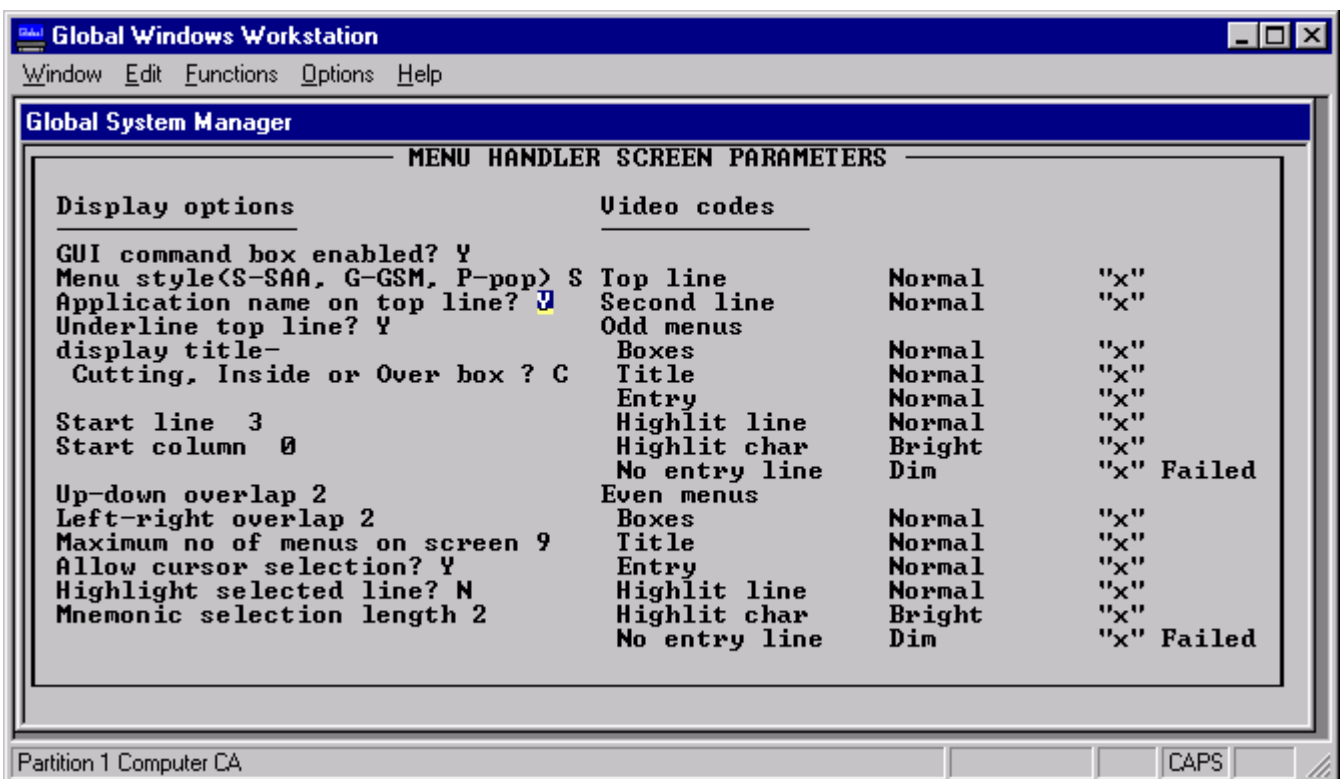 Global Windows Workstation
Window Edit Functions Options Help
Global System Manager
MENU HANDLER SCREEN PARAMETERS
Display options Video codes
GUI command box enabled? Y
Menu style(S-SAA, G-GSM, P-pop) S Top line Normal "x"
Application name on top line? Y Second line Normal "x"
Underline top line? Y Odd menus
display title- Boxes Normal "x"
Cutting, Inside or Over box ? C Title Normal "x"
Entry Normal "x"
Start line 3 Highlit line Normal "x"
Start column 0 Highlit char Bright "x"
No entry line Dim "x" Failed
Up-down overlap 2 Even menus
Left-right overlap 2 Boxes Normal "x"
Maximum no of menus on screen 9 Title Normal "x"
Allow cursor selection? Y Entry Normal "x"
Highlight selected line? N Highlit line Normal "x"
Mnemonic selection length 2 Highlit char Bright "x"
No entry line Dim "x" Failed
Partition 1 Computer CA CAPS